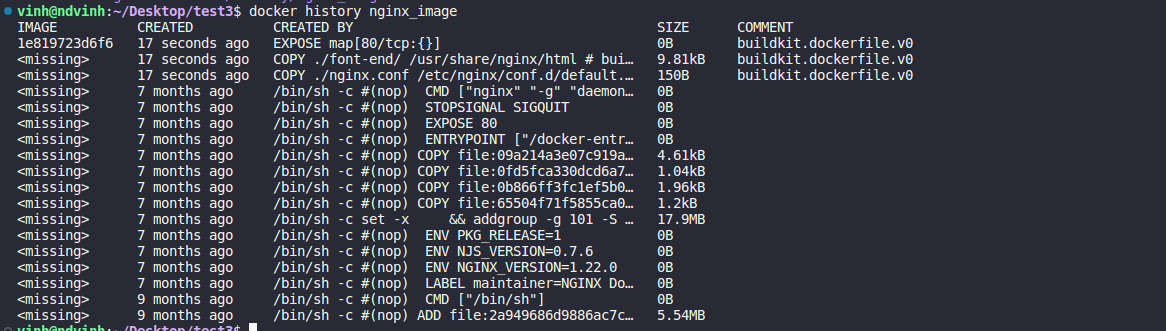 vinh@ndvinh:~/Desktop/test3$ docker history nginx_image
IMAGE CREATED CREATED BY SIZE COMMENT
1e819723d6f6 17 seconds ago EXPOSE map[80/tcp:{}] 0B buildkit.dockerfile.v0
<missing> 17 seconds ago COPY ./font-end/ /usr/share/nginx/html # bui… 9.81kB buildkit.dockerfile.v0
<missing> 17 seconds ago COPY ./nginx.conf /etc/nginx/conf.d/default.… 150B buildkit.dockerfile.v0
<missing> 7 months ago /bin/sh -c #(nop) CMD ["nginx" "-g" "daemon… 0B
<missing> 7 months ago /bin/sh -c #(nop) STOPSIGNAL SIGQUIT 0B
<missing> 7 months ago /bin/sh -c #(nop) EXPOSE 80 0B
<missing> 7 months ago /bin/sh -c #(nop) ENTRYPOINT ["/docker-entr… 0B
<missing> 7 months ago /bin/sh -c #(nop) COPY file:09a214a3e07c919a… 4.61kB
<missing> 7 months ago /bin/sh -c #(nop) COPY file:0fd5fca330dcd6a7… 1.04kB
<missing> 7 months ago /bin/sh -c #(nop) COPY file:0b866ff3fc1ef5b0… 1.96kB
<missing> 7 months ago /bin/sh -c #(nop) COPY file:65504f71f5855ca0… 1.2kB
<missing> 7 months ago /bin/sh -c set -x && addgroup -g 101 -S … 17.9MB
<missing> 7 months ago /bin/sh -c #(nop) ENV PKG_RELEASE=1 0B
<missing> 7 months ago /bin/sh -c #(nop) ENV NJS_VERSION=0.7.6 0B
<missing> 7 months ago /bin/sh -c #(nop) ENV NGINX_VERSION=1.22.0 0B
<missing> 7 months ago /bin/sh -c #(nop) LABEL maintainer=NGINX Do… 0B
<missing> 9 months ago /bin/sh -c #(nop) CMD ["/bin/sh"] 0B
<missing> 9 months ago /bin/sh -c #(nop) ADD file:2a949686d9886ac7c… 5.54MB
vinh@ndvinh:~/Desktop/test3$